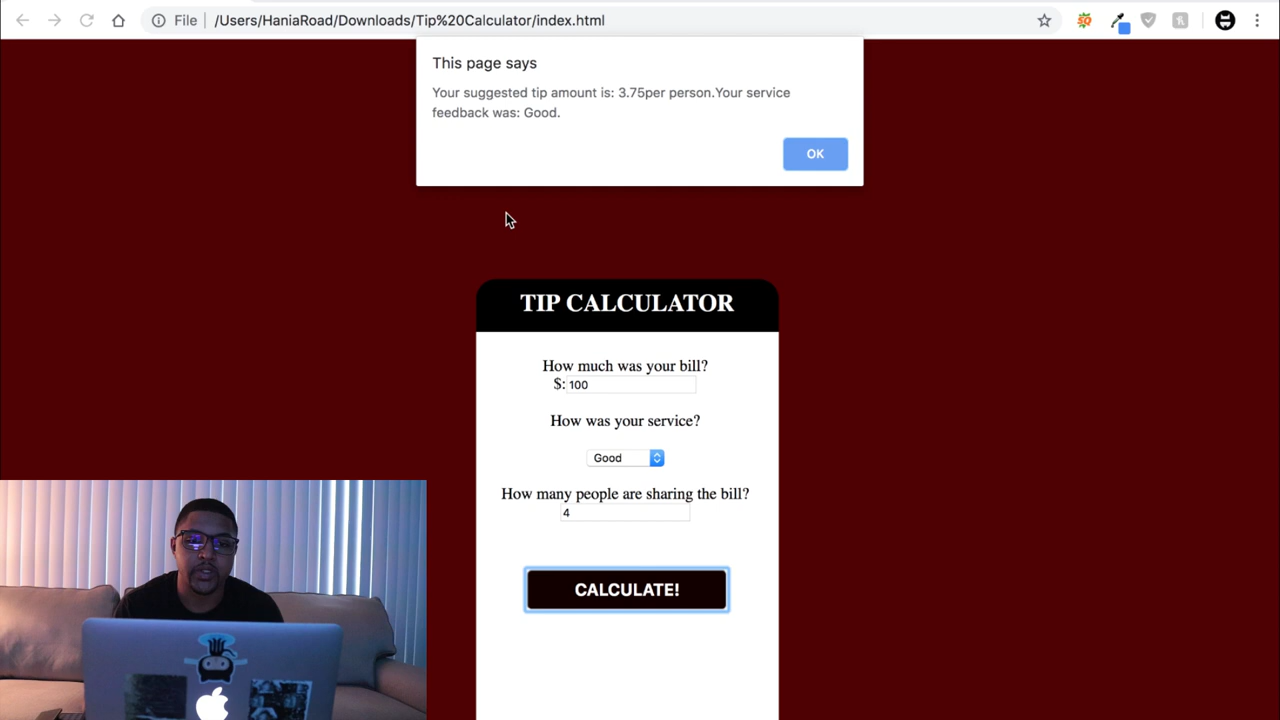 File
/Users/HaniaRoad/Downloads/Tip%20Calculator/index.html
This page says
Your suggested tip amount is: 3.75per person.Your service
feedback was: Good.
OK
TIP CALCULATOR
How much was your bill?
$: 100
How was your service?
Good
How many people are sharing the bill?
4
CALCULATE!